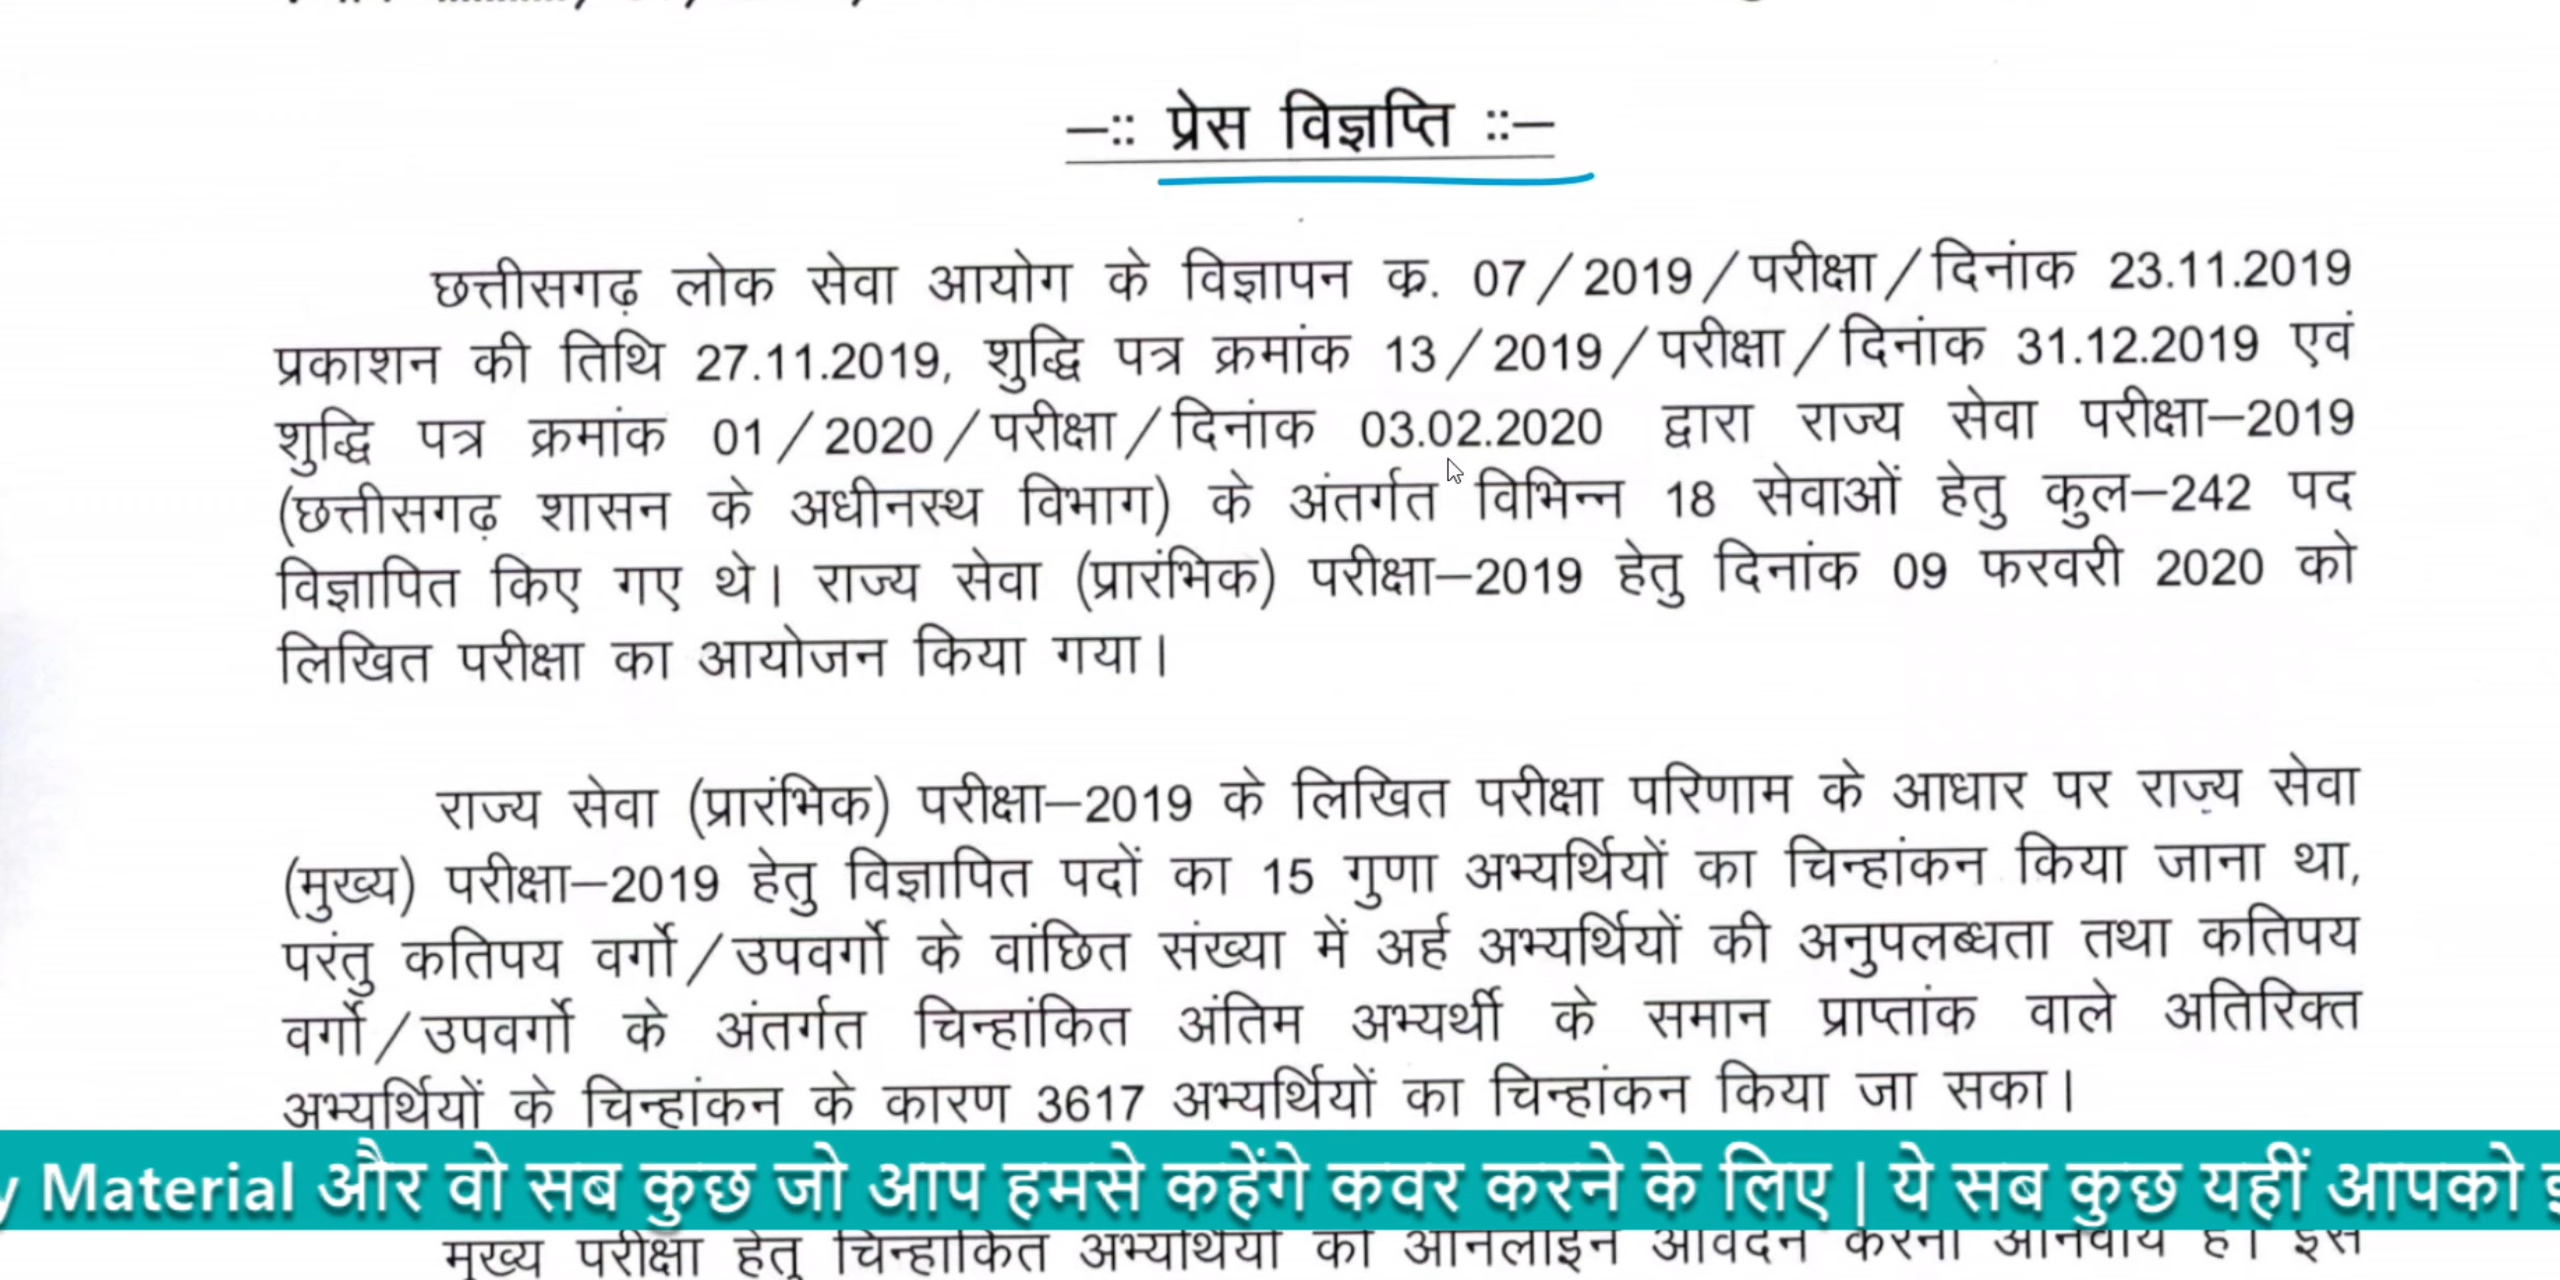 —:: प्रेस विज्ञप्ति ::—
छत्तीसगढ़ लोक सेवा आयोग के विज्ञापन क्र. 07/2019/परीक्षा/दिनांक 23.11.2019
प्रकाशन की तिथि 27.11.2019, शुद्धि पत्र क्रमांक 13/2019/परीक्षा/दिनांक 31.12.2019 एवं
शुद्धि पत्र क्रमांक 01/2020/परीक्षा/दिनांक 03.02.2020 द्वारा राज्य सेवा परीक्षा—2019
(छत्तीसगढ़ शासन के अधीनस्थ विभाग) के अंतर्गत विभिन्न 18 सेवाओं हेतु कुल—242 पद
विज्ञापित किए गए थे। राज्य सेवा (प्रारंभिक) परीक्षा—2019 हेतु दिनांक 09 फरवरी 2020 को
लिखित परीक्षा का आयोजन किया गया।
राज्य सेवा (प्रारंभिक) परीक्षा—2019 के लिखित परीक्षा परिणाम के आधार पर राज्य सेवा
(मुख्य) परीक्षा—2019 हेतु विज्ञापित पदों का 15 गुणा अभ्यर्थियों का चिन्हांकन किया जाना था,
परंतु कतिपय वर्गो/उपवर्गो के वांछित संख्या में अर्ह अभ्यर्थियों की अनुपलब्धता तथा कतिपय
वर्गो/उपवर्गो के अंतर्गत चिन्हांकित अंतिम अभ्यर्थी के समान प्राप्तांक वाले अतिरिक्त
अभ्यर्थियों के चिन्हांकन के कारण 3617 अभ्यर्थियों का चिन्हांकन किया जा सका।
y Material और वो सब कुछ जो आप हमसे कहेंगे कवर करने के लिए | ये सब कुछ यहीं आपको
मुख्य परीक्षा हेतु चिन्हांकित अभ्यर्थियों को ऑनलाइन आवेदन करना अनिवार्य है। इस